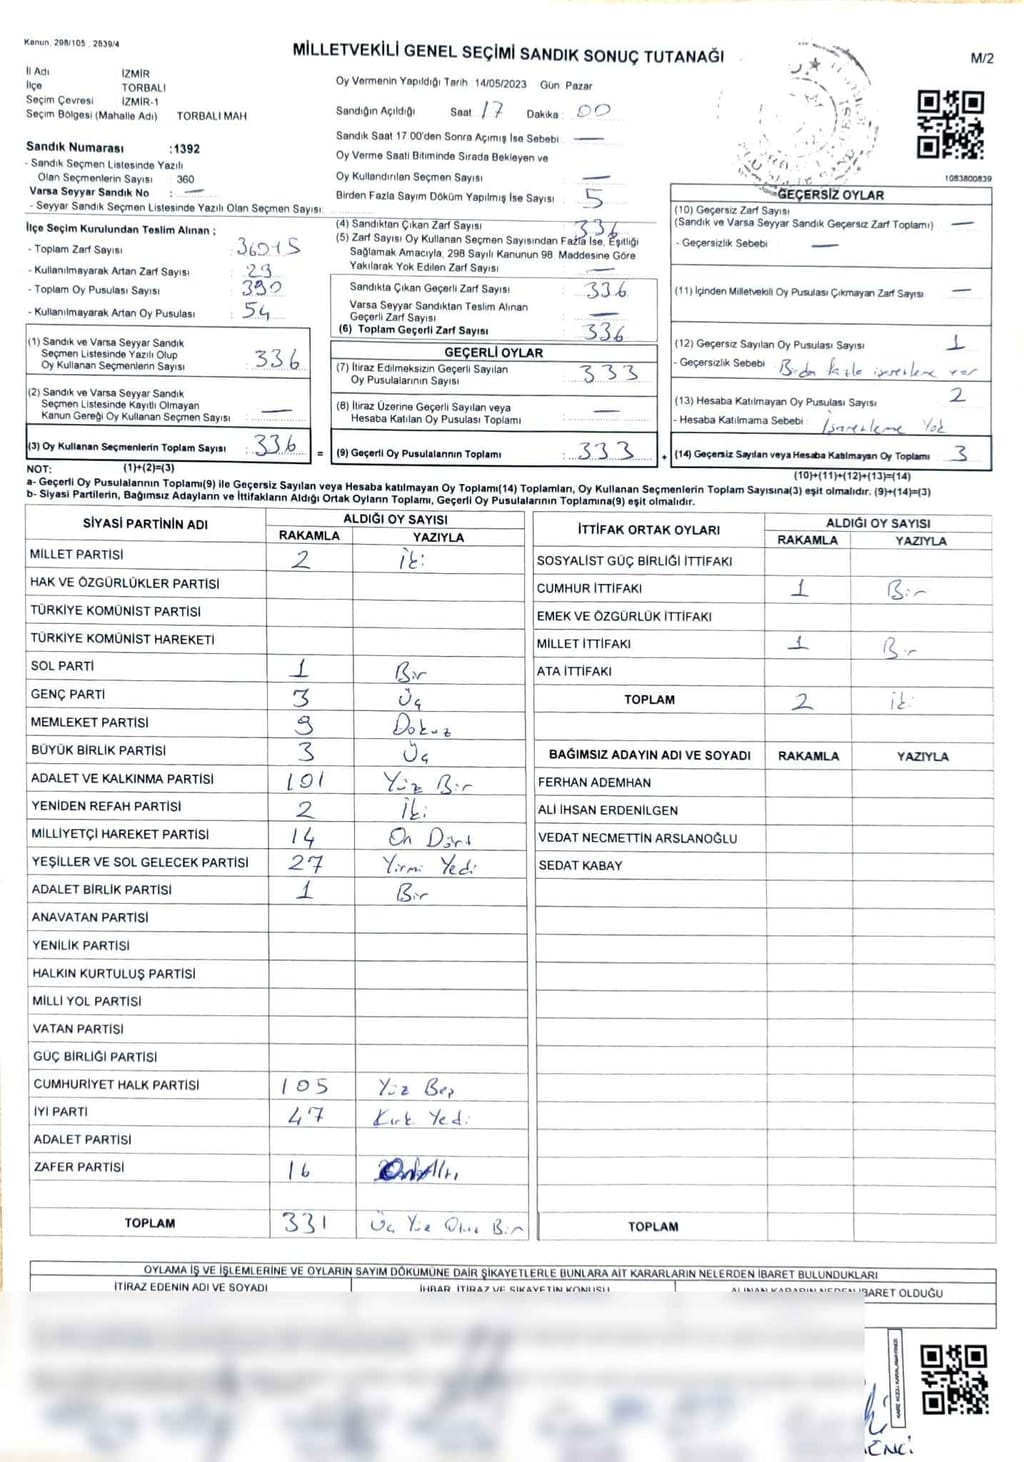 Kanun, 298/105, 2839/4
MİLLETVEKİLİ GENEL SEÇİMİ SANDIK SONUÇ TUTANAĞI
M/2
İl Adı İZMİR
İlçe TORBALI
Seçim Çevresi İZMİR-1
Seçim Bölgesi (Mahalle Adı) TORBALI MAH
Sandık Numarası :1392
- Sandık Seçmen Listesinde Yazılı
Olan Seçmenlerin Sayısı : 360
Varsa Seyyar Sandık No : —
- Seyyar Sandık Seçmen Listesinde Yazılı Olan Seçmen Sayısı:
İlçe Seçim Kurulundan Teslim Alınan ;
- Toplam Zarf Sayısı :
- Kullanılmayarak Artan Zarf Sayısı : 29
- Toplam Oy Pusulası Sayısı : 390
- Kullanılmayarak Artan Oy Pusulası : 54
Oy Vermenin Yapıldığı Tarih : 14/05/2023 Gün Pazar
Sandığın Açıldığı Saat 17 Dakika : 00
Sandık Saat 17 00'den Sonra Açımış İse Sebebi : —
Oy Verme Saati Bitiminde Sırada Bekleyen ve
Oy Kullandırılan Seçmen Sayısı : —
Birden Fazla Sayım Döküm Yapılmış İse Sayısı : 5
(4) Sandıktan Çıkan Zarf Sayısı : 336
(5) Zarf Sayısı Oy Kullanan Seçmen Sayısından Fazla İse, Eşitliği
Sağlamak Amacıyla, 298 Sayılı Kanunun 98. Maddesine Göre
Yakılarak Yok Edilen Zarf Sayısı : —
Sandıkta Çıkan Geçerli Zarf Sayısı : 336
Varsa Seyyar Sandıktan Teslim Alınan
Geçerli Zarf Sayısı : —
(6) Toplam Geçerli Zarf Sayısı : 336
1083800839
GEÇERSİZ OYLAR
(10) Geçersiz Zarf Sayısı
(Sandık ve Varsa Seyyar Sandık Geçersiz Zarf Toplamı) : —
- Geçersizlik Sebebi : —
(11) İçinden Milletvekili Oy Pusulası Çıkmayan Zarf Sayısı : —
(12) Geçersiz Sayılan Oy Pusulası Sayısı : 1
- Geçersizlik Sebebi : Birden fazla işaretleme var
(13) Hesaba Katılmayan Oy Pusulası Sayısı : 2
- Hesaba Katılmama Sebebi : İşaretleme Yok
(14) Geçersiz Sayılan veya Hesaba Katılmayan Oy Toplamı : 3
(1) Sandık ve Varsa Seyyar Sandık
Seçmen Listesinde Yazılı Olup
Oy Kullanan Seçmenlerin Sayısı : 336
(2) Sandık ve Varsa Seyyar Sandık
Seçmen Listesinde Kayıtlı Olmayan
Kanun Gereği Oy Kullanan Seçmen Sayısı : —
(3) Oy Kullanan Seçmenlerin Toplam Sayısı : 336 =
GEÇERLİ OYLAR
(7) İtiraz Edilmeksizin Geçerli Sayılan
Oy Pusulalarının Sayısı : 333
(8) İtiraz Üzerine Geçerli Sayılan veya
Hesaba Katılan Oy Pusulası Toplamı : —
(9) Geçerli Oy Pusulalarının Toplamı : 333 +
NOT: (1)+(2)=(3) (10)+(11)+(12)+(13)=(14)
a- Geçerli Oy Pusulalarının Toplamı(9) ile Geçersiz Sayılan veya Hesaba katılmayan Oy Toplamı(14) Toplamları, Oy Kullanan Seçmenlerin Toplam Sayısına(3) eşit olmalıdır. (9)+(14)=(3)
b- Siyasi Partilerin, Bağımsız Adayların ve İttifakların Aldığı Ortak Oyların Toplamı, Geçerli Oy Pusulalarının Toplamına(9) eşit olmalıdır.
SİYASİ PARTİNİN ADI ALDIĞI OY SAYISI
RAKAMLA YAZIYLA
MİLLET PARTİSİ 2 İki
HAK VE ÖZGÜRLÜKLER PARTİSİ
TÜRKİYE KOMÜNİST PARTİSİ
TÜRKİYE KOMÜNİST HAREKETİ
SOL PARTİ 1 Bir
GENÇ PARTİ 3 Üç
MEMLEKET PARTİSİ 9 Dokuz
BÜYÜK BİRLİK PARTİSİ 3 Üç
ADALET VE KALKINMA PARTİSİ 101 Yüz Bir
YENİDEN REFAH PARTİSİ 2 İki
MİLLİYETÇİ HAREKET PARTİSİ 14 On Dört
YEŞİLLER VE SOL GELECEK PARTİSİ 27 Yirmi Yedi
ADALET BİRLİK PARTİSİ 1 Bir
ANAVATAN PARTİSİ
YENİLİK PARTİSİ
HALKIN KURTULUŞ PARTİSİ
MİLLİ YOL PARTİSİ
VATAN PARTİSİ
GÜÇ BİRLİĞİ PARTİSİ
CUMHURİYET HALK PARTİSİ 105 Yüz Beş
İYİ PARTİ 47 Kırk Yedi
ADALET PARTİSİ
ZAFER PARTİSİ 16 On Altı
TOPLAM 331 Üç Yüz Otuz Bir
İTTİFAK ORTAK OYLARI ALDIĞI OY SAYISI
RAKAMLA YAZIYLA
SOSYALİST GÜÇ BİRLİĞİ İTTİFAKI
CUMHUR İTTİFAKI 1 Bir
EMEK VE ÖZGÜRLÜK İTTİFAKI
MİLLET İTTİFAKI 1 Bir
ATA İTTİFAKI
TOPLAM 2 İki
BAĞIMSIZ ADAYIN ADI VE SOYADI RAKAMLA YAZIYLA
FERHAN ADEMHAN
ALİ İHSAN ERDENİLGEN
VEDAT NECMETTİN ARSLANOĞLU
SEDAT KABAY
TOPLAM
OYLAMA İŞ VE İŞLEMLERİNE VE OYLARIN SAYIM DÖKÜMÜNE DAİR ŞİKAYETLERLE BUNLARA AİT KARARLARIN NELERDEN İBARET BULUNDUKLARI
İTİRAZ EDENİN ADI VE SOYADI İHBAR, İTİRAZ VE ŞİKAYETİN KONUSU ALINAN KARARIN NEDEN İBARET OLDUĞU